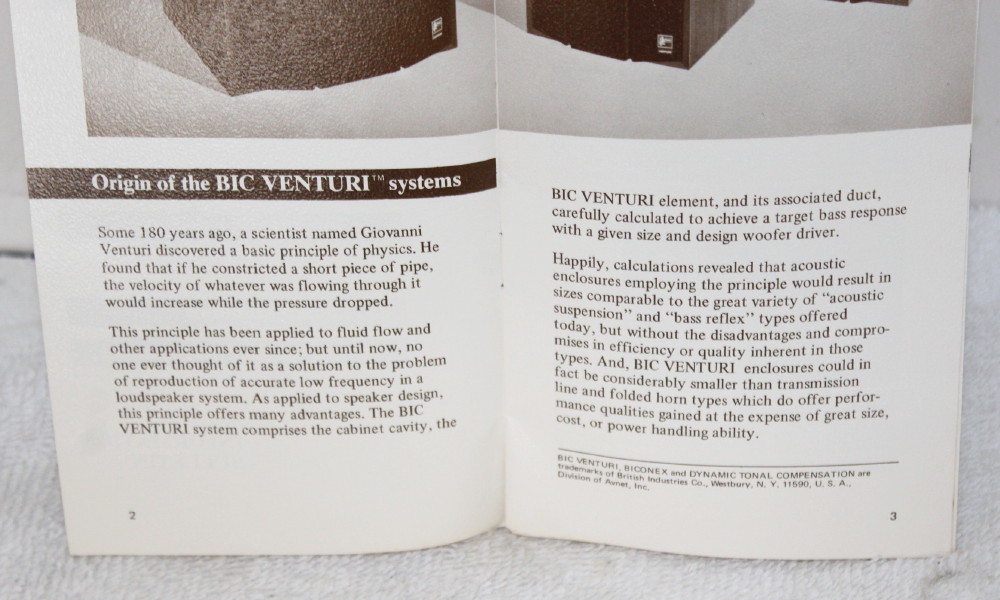 Origin of the BIC VENTURI™ systems
Some 180 years ago, a scientist named Giovanni
Venturi discovered a basic principle of physics. He
found that if he constricted a short piece of pipe,
the velocity of whatever was flowing through it
would increase while the pressure dropped.
This principle has been applied to fluid flow and
other applications ever since; but until now, no
one ever thought of it as a solution to the problem
of reproduction of accurate low frequency in a
loudspeaker system. As applied to speaker design,
this principle offers many advantages. The BIC
VENTURI system comprises the cabinet cavity, the
2
BIC VENTURI element, and its associated duct,
carefully calculated to achieve a target bass response
with a given size and design woofer driver.
Happily, calculations revealed that acoustic
enclosures employing the principle would result in
sizes comparable to the great variety of "acoustic
suspension" and "bass reflex" types offered
today, but without the disadvantages and compro-
mises in efficiency or quality inherent in those
types. And, BIC VENTURI enclosures could in
fact be considerably smaller than transmission
line and folded horn types which do offer perfor-
mance qualities gained at the expense of great size,
cost, or power handling ability.
BIC VENTURI, BICONEX and DYNAMIC TONAL COMPENSATION are
trademarks of British Industries Co., Westbury, N. Y. 11590, U. S. A.,
Division of Avnet, Inc.
3